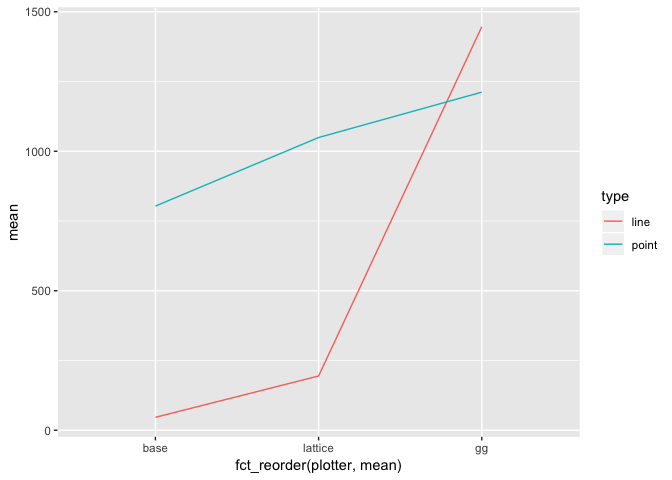 1500
1000
500
0
mean
base
lattice
gg
fct_reorder(plotter, mean)
type
line
point